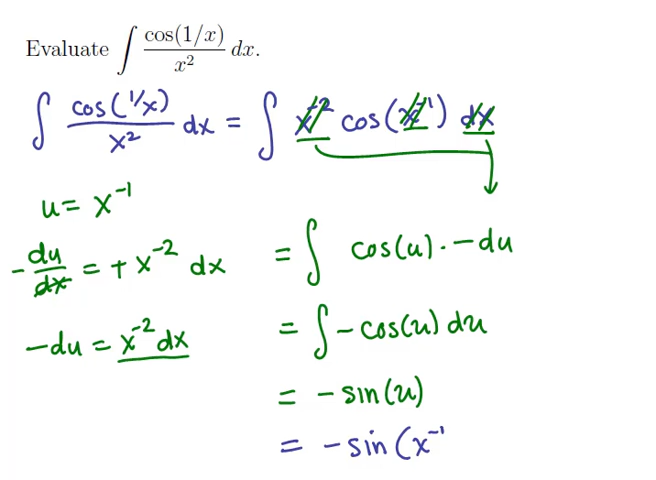 Evaluate ∫ cos(1/x)/x² dx.
∫ cos(1/x)/x² dx = ∫ x⁻² cos(x⁻¹) dx
u = x⁻¹
-du/dx = + x⁻² dx
-du = x⁻² dx
= ∫ cos(u) · -du
= ∫ -cos(u) du
= -sin(u)
= -sin(x⁻¹